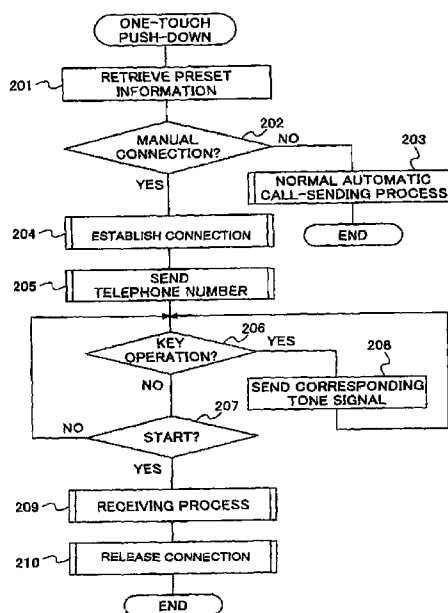 ONE-TOUCH
PUSH-DOWN
201
RETRIEVE PRESET
INFORMATION
202
MANUAL
CONNECTION?
NO
YES
203
NORMAL AUTOMATIC
CALL-SENDING PROCESS
END
204
ESTABLISH CONNECTION
205
SEND
TELEPHONE NUMBER
206
KEY
OPERATION?
YES
NO
208
SEND CORRESPONDING
TONE SIGNAL
207
START?
NO
YES
209
RECEIVING PROCESS
210
RELEASE CONNECTION
END